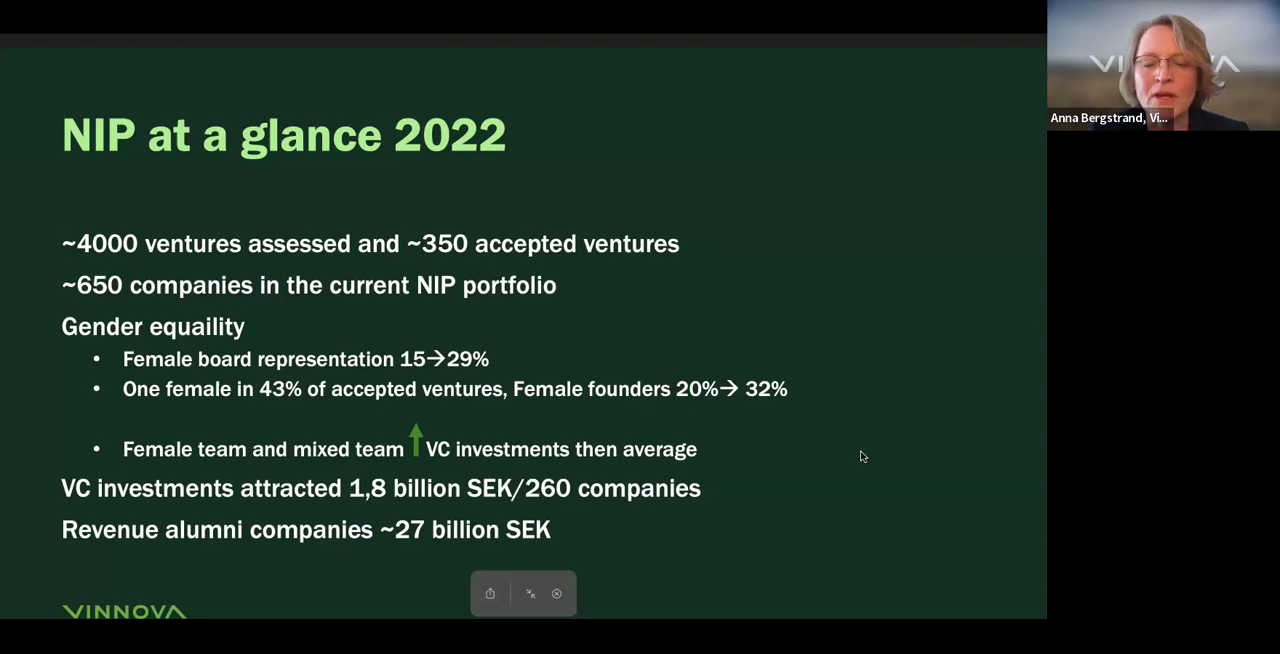 NIP at a glance 2022
~4000 ventures assessed and ~350 accepted ventures
~650 companies in the current NIP portfolio
Gender equaility
• Female board representation 15→29%
• One female in 43% of accepted ventures, Female founders 20%→ 32%
• Female team and mixed team ↑ VC investments then average
VC investments attracted 1,8 billion SEK/260 companies
Revenue alumni companies ~27 billion SEK
VINNOVA
Anna Bergstrand, Vi...